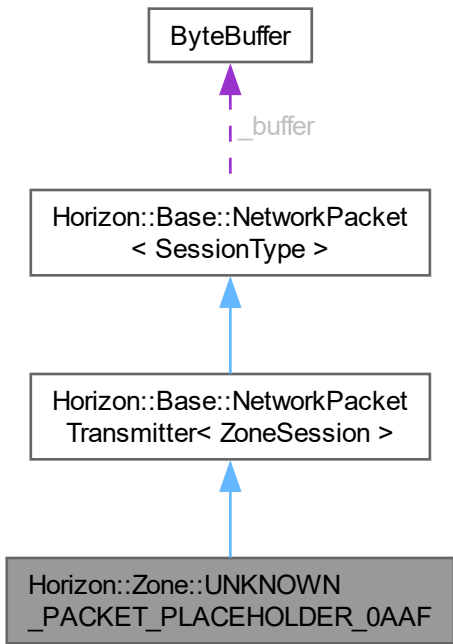 ByteBuffer
_buffer
Horizon::Base::NetworkPacket
< SessionType >
Horizon::Base::NetworkPacket
Transmitter< ZoneSession >
Horizon::Zone::UNKNOWN
_PACKET_PLACEHOLDER_0AAF